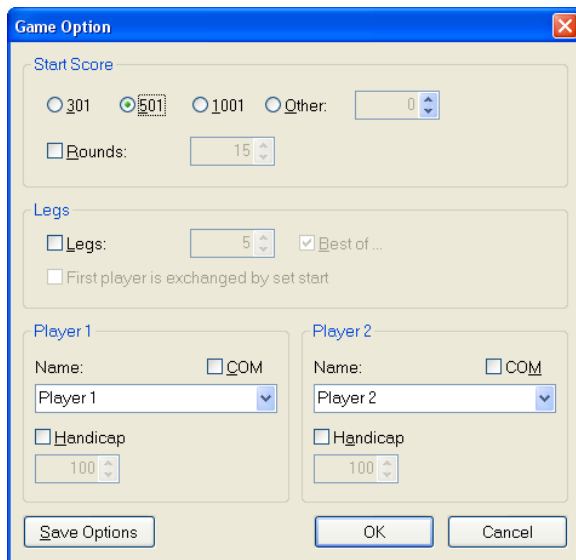 Game Option
Start Score
301 501 1001 Other: 0
Rounds: 15
Legs
Legs: 5 Best of ...
First player is exchanged by set start
Player 1 Player 2
Name: COM Name: COM
Player 1 Player 2
Handicap Handicap
100 100
Save Options OK Cancel